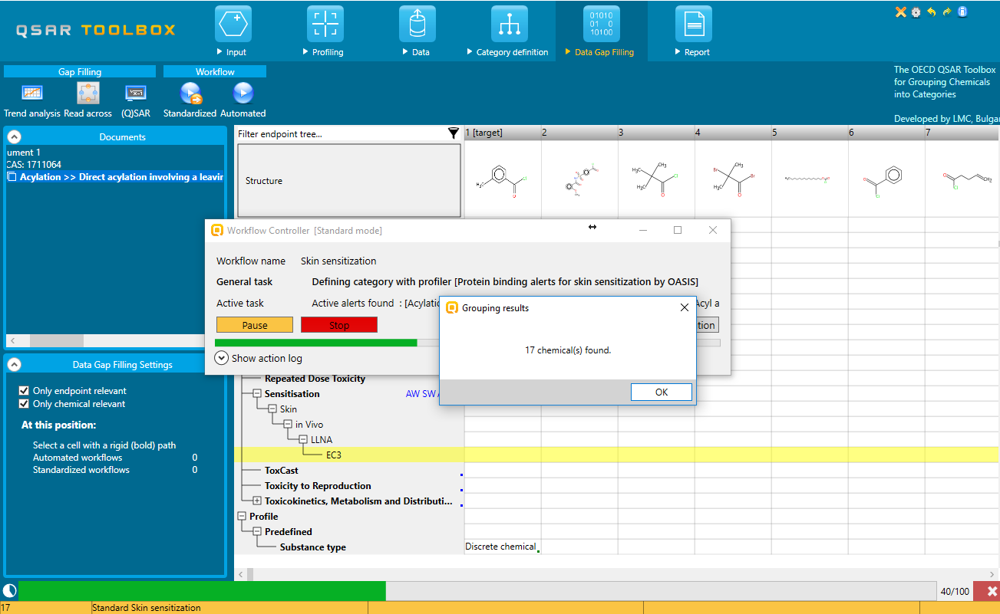 QSAR TOOLBOX
Input
Profiling
Data
Category definition
01010
01 0
10100
Data Gap Filling
Report
Gap Filling
Workflow
Trend analysis
Read across
(Q)SAR
Standardized
Automated
The OECD QSAR Toolbox
for Grouping Chemicals
into Categories
Developed by LMC, Bulgar
Documents
ument 1
CAS: 1711064
Acylation >> Direct acylation involving a leavin
Data Gap Filling Settings
Only endpoint relevant
Only chemical relevant
At this position:
Select a cell with a rigid (bold) path
Automated workflows 0
Standardized workflows 0
Filter endpoint tree...
1 [target]
2
3
4
5
6
7
Structure
Workflow Controller [Standard mode]
Workflow name Skin sensitization
General task Defining category with profiler [Protein binding alerts for skin sensitization by OASIS]
Active task Active alerts found : [Acylatio
Acyl a
Pause
Stop
tion
Show action log
Grouping results
17 chemical(s) found.
OK
Repeated Dose Toxicity
Sensitisation AW SW A
Skin
in Vivo
LLNA
EC3
ToxCast
Toxicity to Reproduction
Toxicokinetics, Metabolism and Distributi...
Profile
Predefined
Substance type Discrete chemical
40/100
17 Standard Skin sensitization